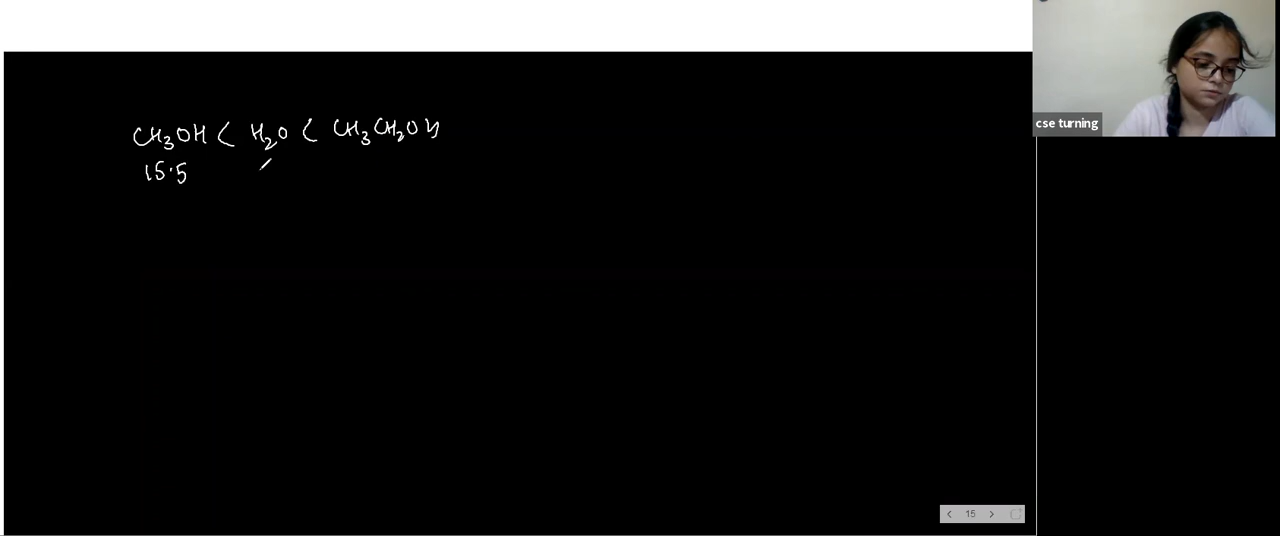 CH₃OH < H₂O < CH₃CH₂OH
15.5
cse turning
15